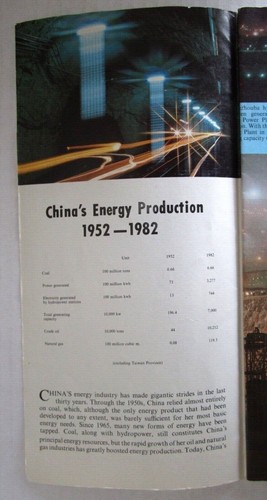 China's Energy Production
1952—1982
Unit 1952 1982
Coal 100 million tons 0.66 6.66
Power generated 100 million kwh 73 3,277
Electricity generated
by hydropower stations 100 million kwh 13 744
Total generating
capacity 10,000 kw 196.4
Crude oil 10,000 tons 44 10,212
Natural gas 100 million cubic m. 0.08
(excluding Taiwan Province)
CHINA'S energy industry has made gigantic strides in the last
thirty years. Through the 1950s, China relied almost entirely
on coal, which, although the only energy product that had been
developed to any extent, was barely sufficient for her most basic
energy needs. Since 1965, many new forms of energy have been
tapped. Coal, along with hydropower, still constitutes China's
principal energy resources, but the rapid growth of her oil and natural
gas industries has greatly boosted energy production. Today, China's
Power
With the
Plant in
capacity